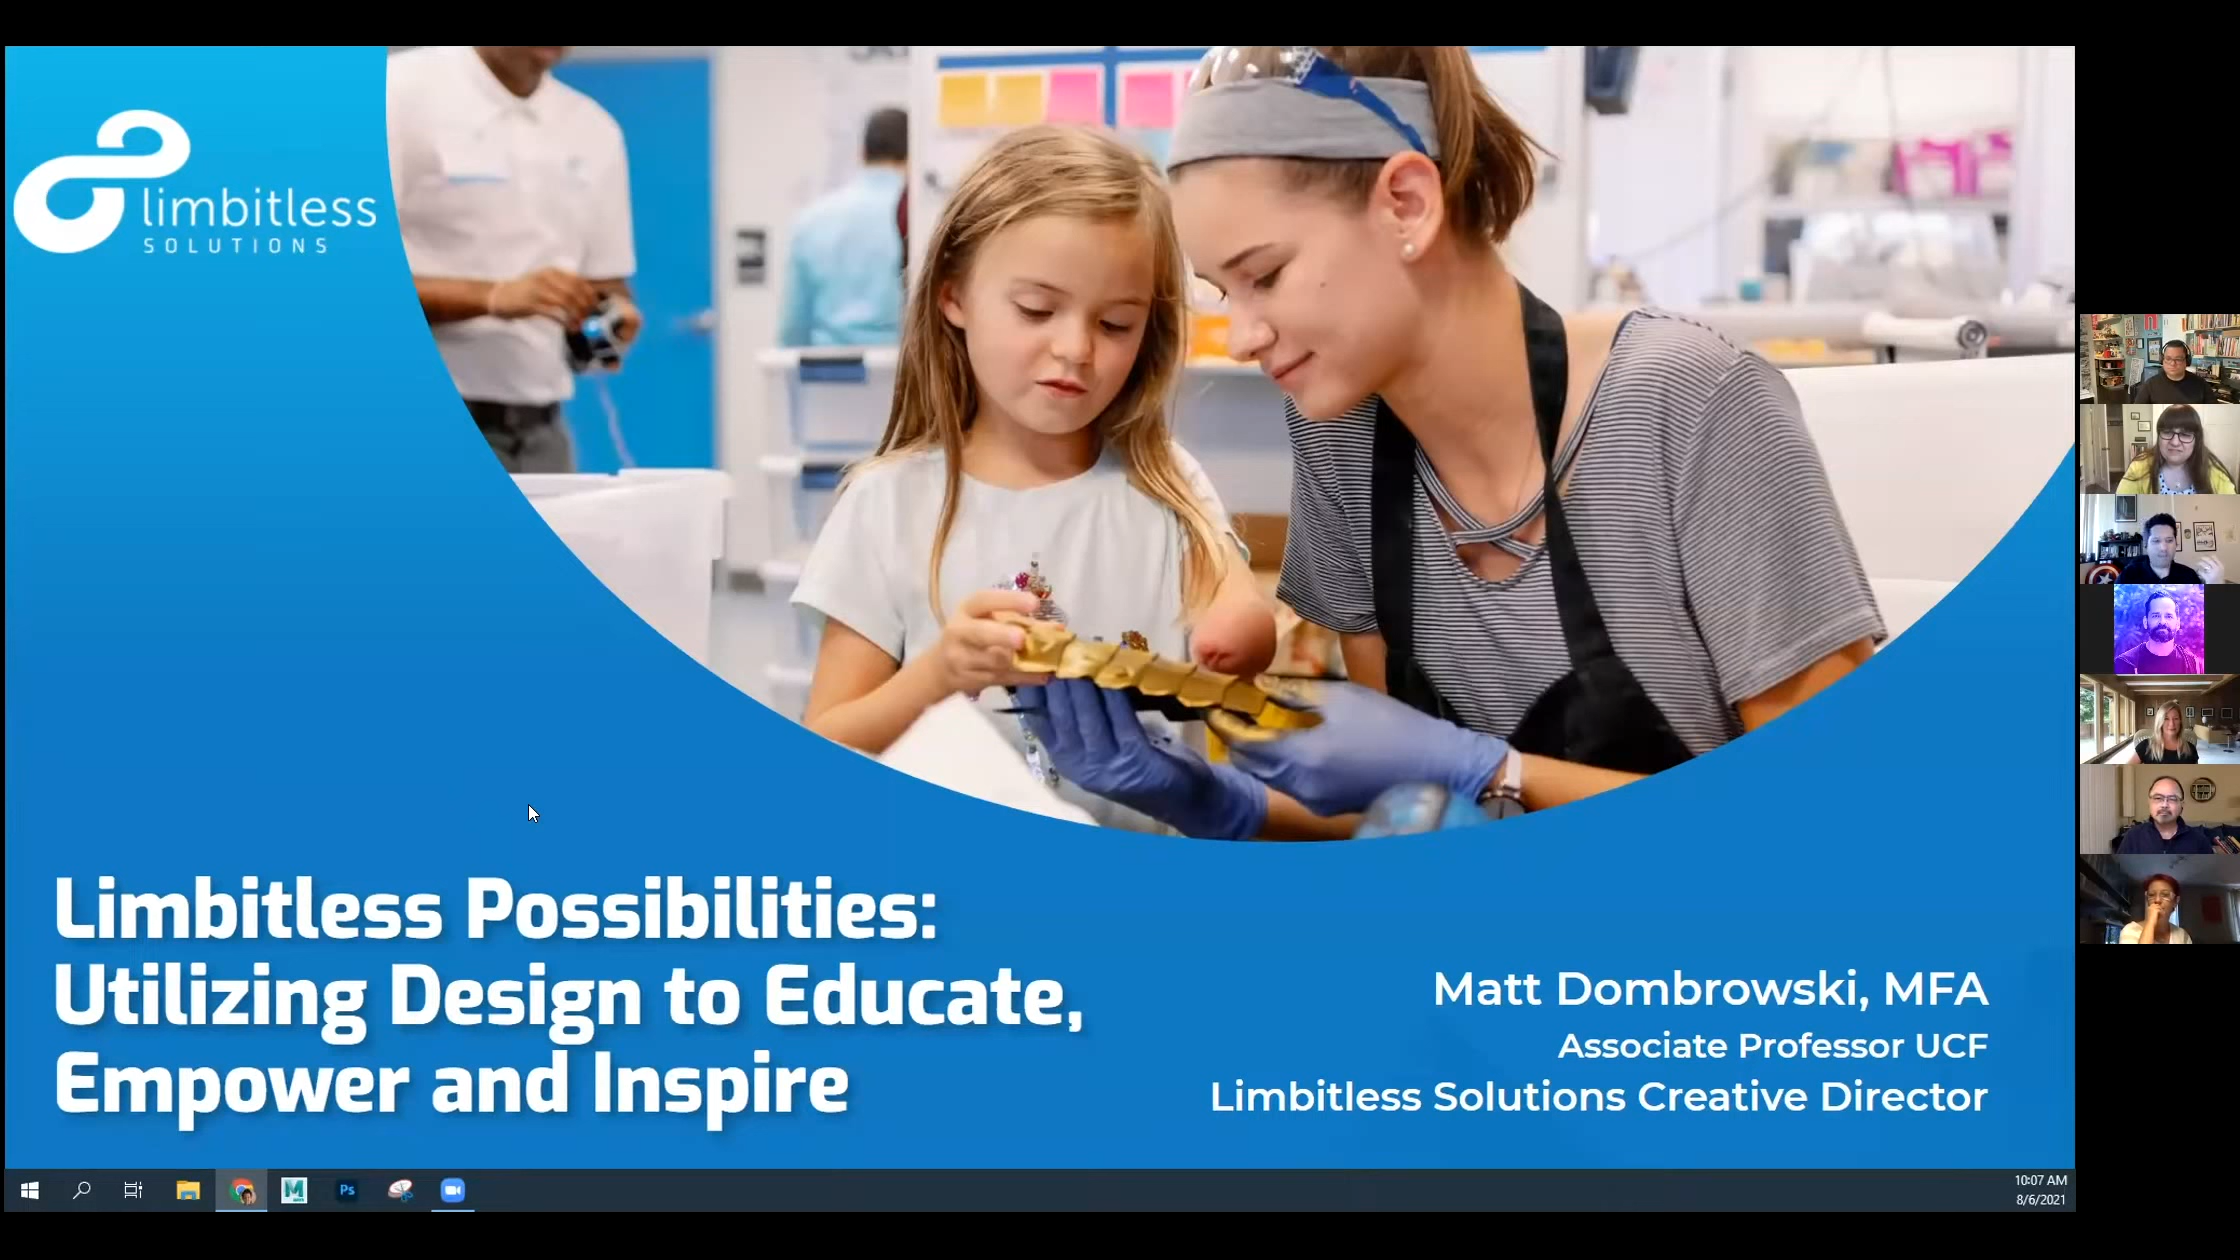 limbitless
SOLUTIONS
Limbitless Possibilities:
Utilizing Design to Educate,
Empower and Inspire
Matt Dombrowski, MFA
Associate Professor UCF
Limbitless Solutions Creative Director
M
Ps
10:07 AM
8/6/2021